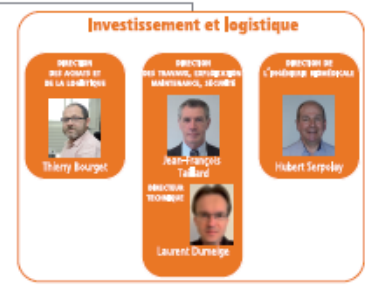 Investissement et logistique
DIRECTION
DES ACHATS ET
DE LA LOGISTIQUE
Thierry Bourget
DIRECTION
DES TRAVAUX, EXPLOITATION
MAINTENANCE, SÉCURITÉ
Jean-François
Taillard
DIRECTEUR
TECHNIQUE
Laurent Dumeige
DIRECTION DE
L'INGÉNIERIE BIOMÉDICALE
Hubert Serpolay